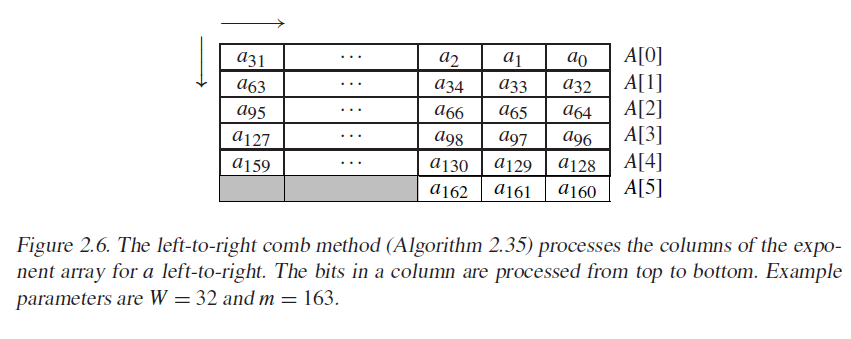 a31 ··· a2 a1 a0 A[0]
a63 ··· a34 a33 a32 A[1]
a95 ··· a66 a65 a64 A[2]
a127 ··· a98 a97 a96 A[3]
a159 ··· a130 a129 a128 A[4]
a162 a161 a160 A[5]
Figure 2.6. The left-to-right comb method (Algorithm 2.35) processes the columns of the expo-
nent array for a left-to-right. The bits in a column are processed from top to bottom. Example
parameters are W = 32 and m = 163.